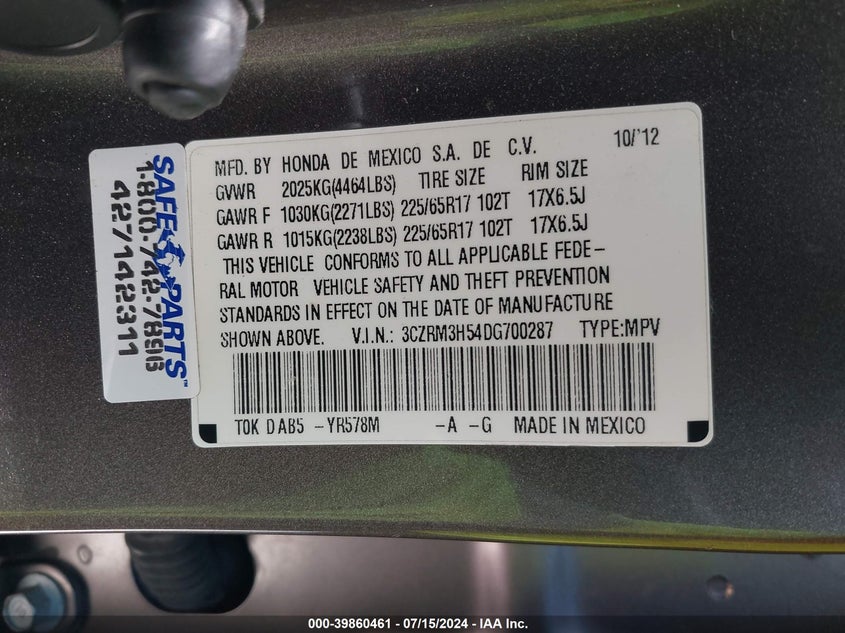 MFD. BY HONDA DE MEXICO S.A. DE C.V. 10/'12
GVWR 2025KG(4464LBS) TIRE SIZE RIM SIZE
GAWR F 1030KG(2271LBS) 225/65R17 102T 17X6.5J
GAWR R 1015KG(2238LBS) 225/65R17 102T 17X6.5J
THIS VEHICLE CONFORMS TO ALL APPLICABLE FEDE-
RAL MOTOR VEHICLE SAFETY AND THEFT PREVENTION
STANDARDS IN EFFECT ON THE DATE OF MANUFACTURE
SHOWN ABOVE. V.I.N.: 3CZRM3H54DG700287 TYPE:MPV
T0K DAB5 -YR578M -A -G MADE IN MEXICO
SAFE PARTS™
1-800-742-7896
427142311
000-39860461 - 07/15/2024 - IAA Inc.